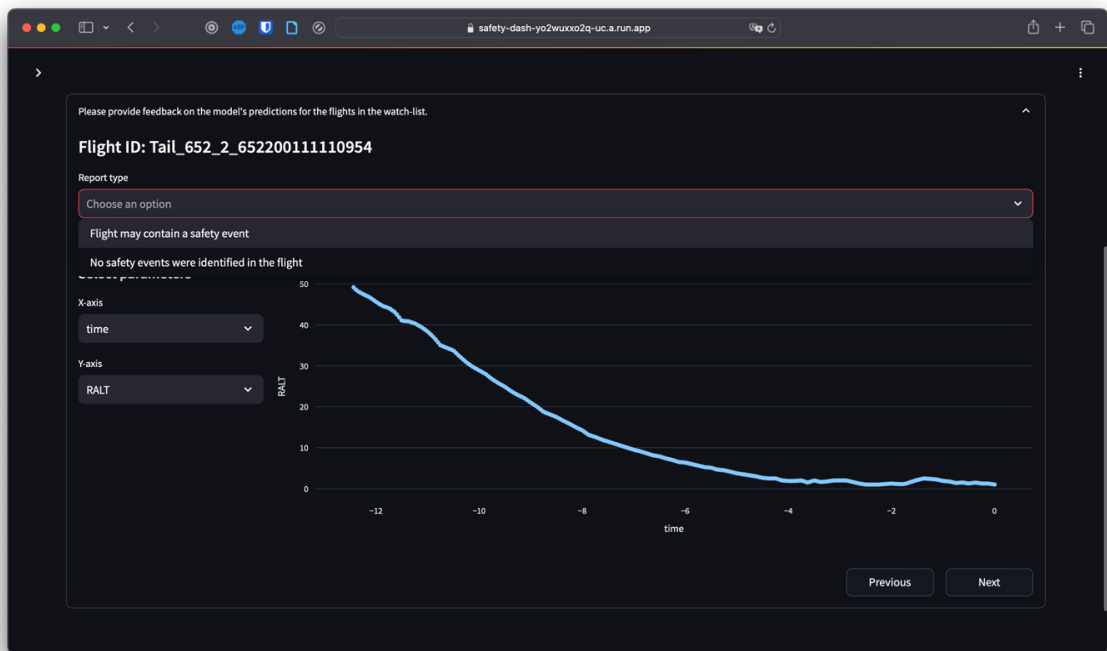 safety-dash-yo2wuxxo2q-uc.a.run.app
Please provide feedback on the model's predictions for the flights in the watch-list.
Flight ID: Tail_652_2_652200111110954
Report type
Choose an option
Flight may contain a safety event
No safety events were identified in the flight
Select parameters
X-axis
time
Y-axis
RALT
50
40
30
20
10
0
RALT
−12
−10
−8
−6
−4
−2
0
time
Previous
Next